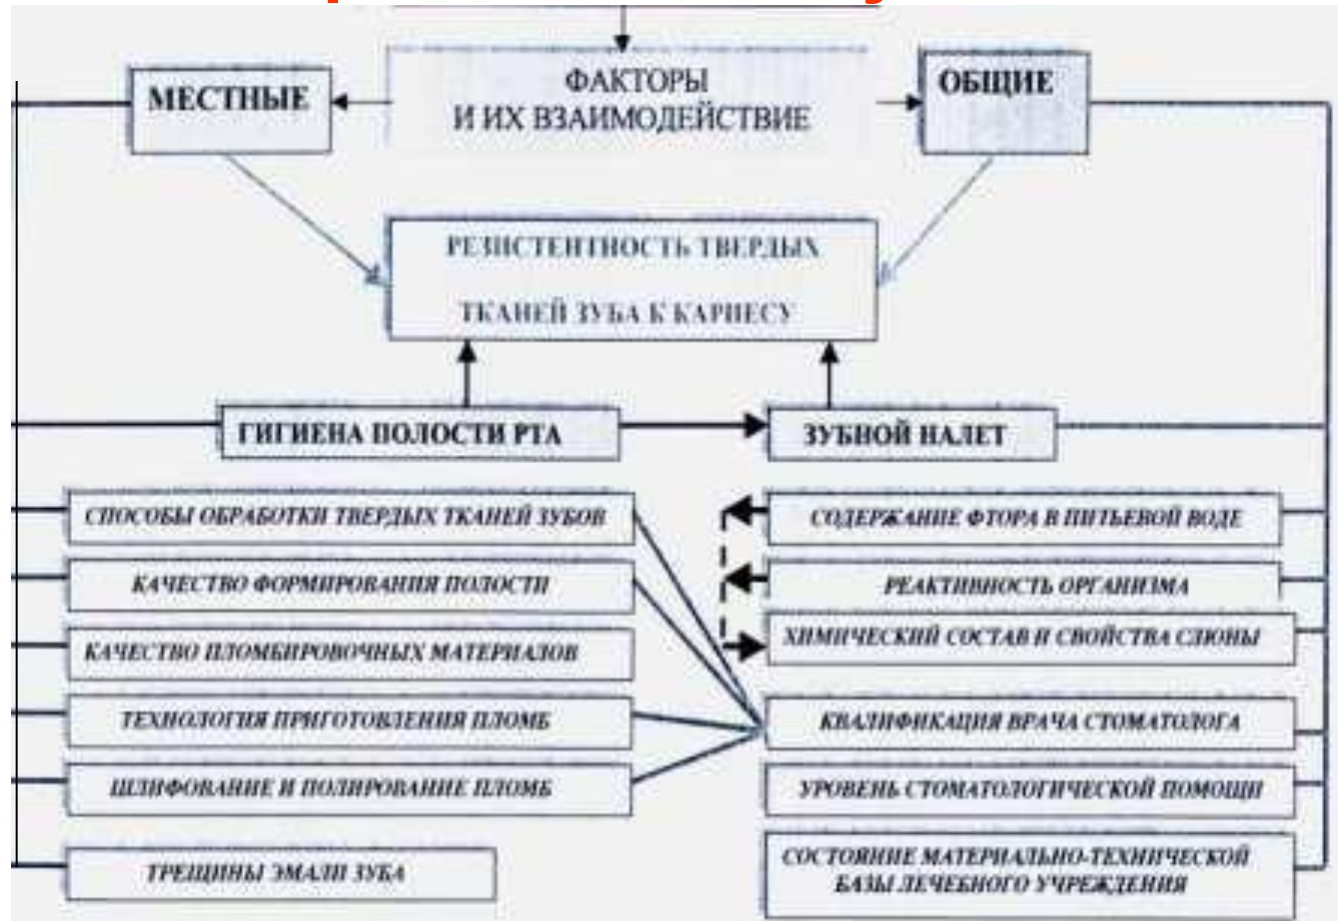 МЕСТНЫЕ
ФАКТОРЫ
И ИХ ВЗАИМОДЕЙСТВИЕ
ОБЩИЕ
РЕЗИСТЕНТНОСТЬ ТВЕРДЫХ
ТКАНЕЙ ЗУБА К КАРИЕСУ
ГИГИЕНА ПОЛОСТИ РТА
ЗУБНОЙ НАЛЕТ
СПОСОБЫ ОБРАБОТКИ ТВЕРДЫХ ТКАНЕЙ ЗУБОВ
КАЧЕСТВО ФОРМИРОВАНИЯ ПОЛОСТИ
КАЧЕСТВО ПЛОМБИРОВОЧНЫХ МАТЕРИАЛОВ
ТЕХНОЛОГИЯ ПРИГОТОВЛЕНИЯ ПЛОМБ
ШЛИФОВАНИЕ И ПОЛИРОВАНИЕ ПЛОМБ
ТРЕЩИНЫ ЭМАЛИ ЗУБА
СОДЕРЖАНИЕ ФТОРА В ПИТЬЕВОЙ ВОДЕ
РЕАКТИВНОСТЬ ОРГАНИЗМА
ХИМИЧЕСКИЙ СОСТАВ И СВОЙСТВА СЛЮНЫ
КВАЛИФИКАЦИЯ ВРАЧА СТОМАТОЛОГА
УРОВЕНЬ СТОМАТОЛОГИЧЕСКОЙ ПОМОЩИ
СОСТОЯНИЕ МАТЕРИАЛЬНО-ТЕХНИЧЕСКОЙ
БАЗЫ ЛЕЧЕБНОГО УЧРЕЖДЕНИЯ